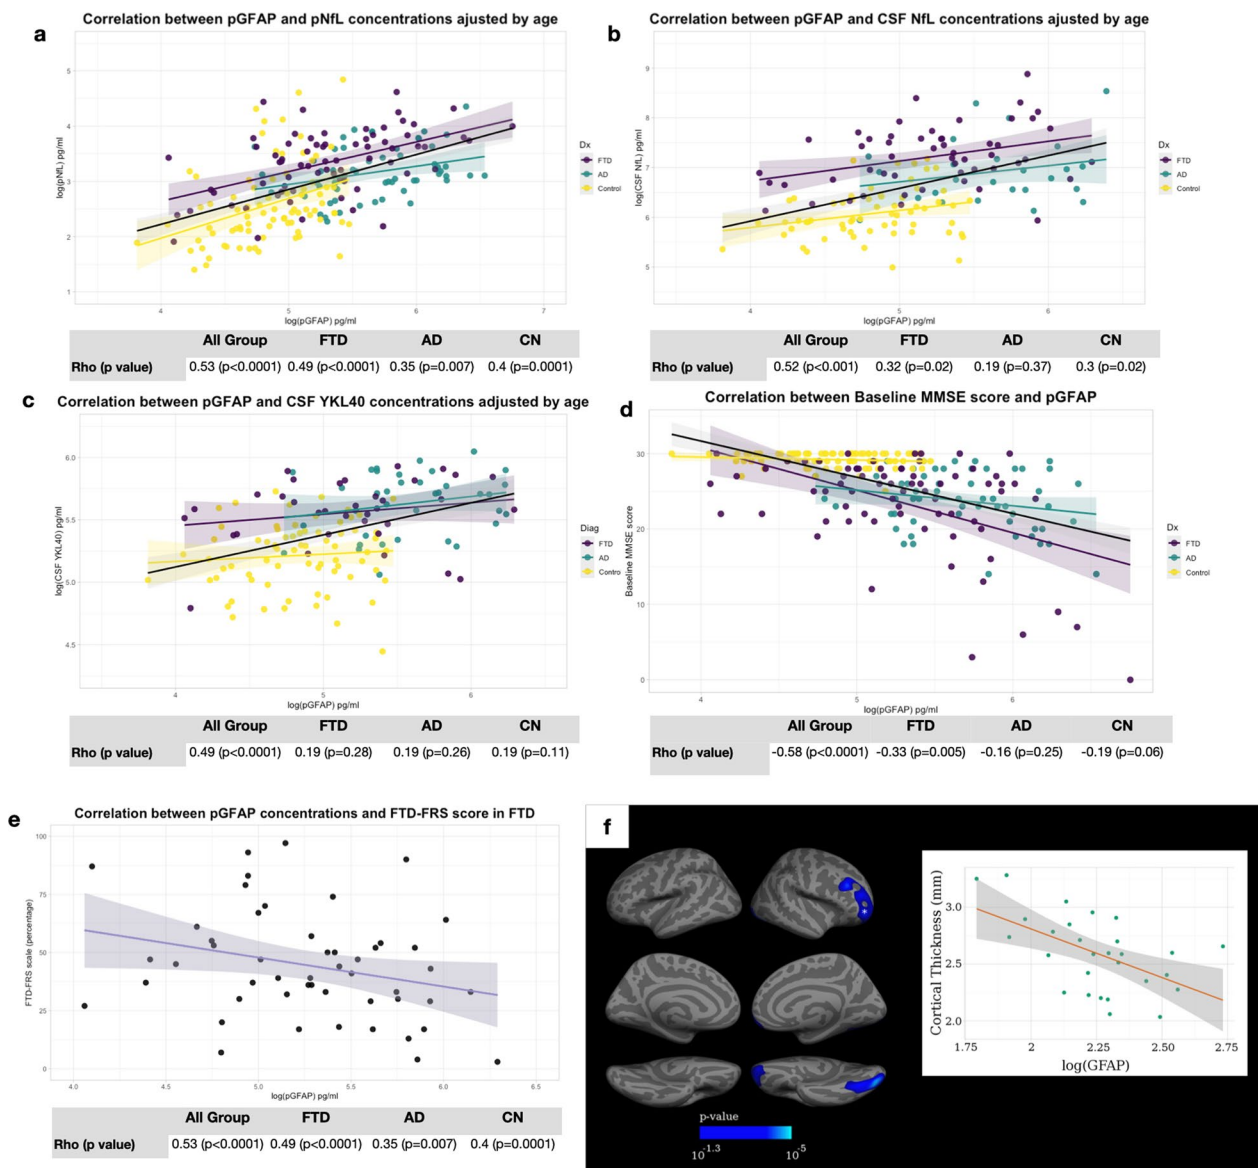 a
Correlation between pGFAP and pNfL concentrations ajusted by age
log(pNfL) pg/ml
5
4
3
2
1
4
5
6
7
log(pGFAP) pg/ml
Dx
FTD
AD
Control
All Group FTD AD CN
Rho (p value) 0.53 (p<0.0001) 0.49 (p<0.0001) 0.35 (p=0.007) 0.4 (p=0.0001)
b
Correlation between pGFAP and CSF NfL concentrations ajusted by age
log(CSF NfL) pg/ml
9
8
7
6
5
4
5
6
log(pGFAP) pg/ml
Dx
FTD
AD
Control
All Group FTD AD CN
Rho (p value) 0.52 (p<0.001) 0.32 (p=0.02) 0.19 (p=0.37) 0.3 (p=0.02)
c
Correlation between pGFAP and CSF YKL40 concentrations adjusted by age
log(CSF YKL40) pg/ml
6.0
5.5
5.0
4.5
4
5
6
log(pGFAP) pg/ml
Diag
FTD
AD
Contro
All Group FTD AD CN
Rho (p value) 0.49 (p<0.0001) 0.19 (p=0.28) 0.19 (p=0.26) 0.19 (p=0.11)
d
Correlation between Baseline MMSE score and pGFAP
Baseline MMSE score
30
20
10
0
4
5
6
log(pGFAP) pg/ml
Dx
FTD
AD
Control
All Group FTD AD CN
Rho (p value) -0.58 (p<0.0001) -0.33 (p=0.005) -0.16 (p=0.25) -0.19 (p=0.06)
e
Correlation between pGFAP concentrations and FTD-FRS score in FTD
FTD-FRS scale (percentage)
100
75
50
25
0
4.0
4.5
5.0
5.5
6.0
6.5
log(pGFAP) pg/ml
All Group FTD AD CN
Rho (p value) 0.53 (p<0.0001) 0.49 (p<0.0001) 0.35 (p=0.007) 0.4 (p=0.0001)
f
p-value
10^-1.3 10^-5
Cortical Thickness (mm)
3.0
2.5
2.0
1.75
2
2.25
2.50
2.75
log(GFAP)